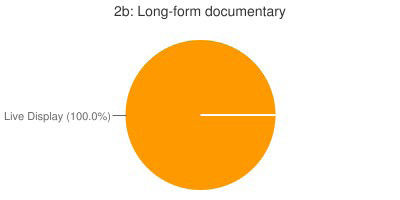 2b: Long-form documentary
Live Display (100.0%)